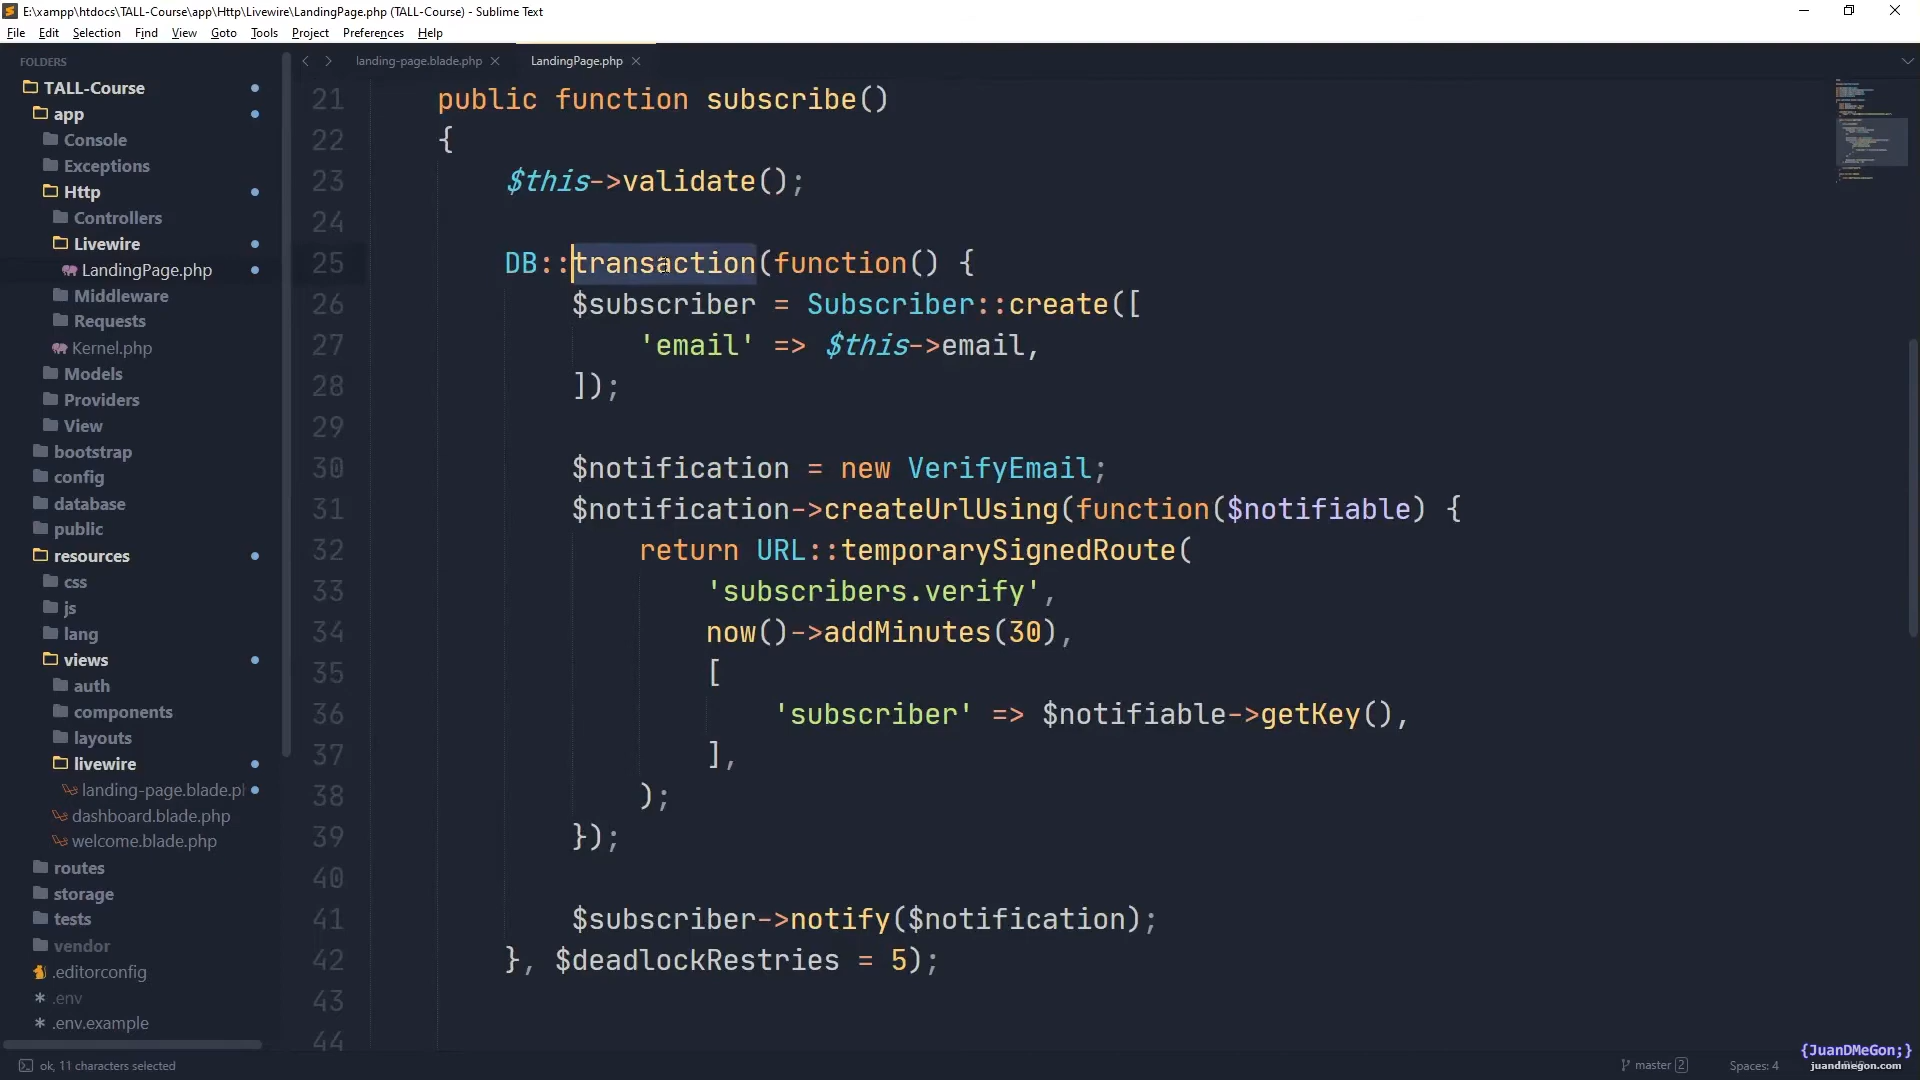 E:\xampp\htdocs\TALL-Course\app\Http\Livewire\LandingPage.php (TALL-Course) - Sublime Text
File Edit Selection Find View Goto Tools Project Preferences Help
FOLDERS
TALL-Course
app
Console
Exceptions
Http
Controllers
Livewire
LandingPage.php
Middleware
Requests
Kernel.php
Models
Providers
View
bootstrap
config
database
public
resources
css
js
lang
views
auth
components
layouts
livewire
landing-page.blade.pl
dashboard.blade.php
welcome.blade.php
routes
storage
tests
vendor
.editorconfig
.env
.env.example
landing-page.blade.php
LandingPage.php
21 public function subscribe()
22 {
23 $this->validate();
24
25 DB::transaction(function() {
26 $subscriber = Subscriber::create([
27 'email' => $this->email,
28 ]);
29
30 $notification = new VerifyEmail;
31 $notification->createUrlUsing(function($notifiable) {
32 return URL::temporarySignedRoute(
33 'subscribers.verify',
34 now()->addMinutes(30),
35 [
36 'subscriber' => $notifiable->getKey(),
37 ],
38 );
39 });
40
41 $subscriber->notify($notification);
42 }, $deadlockRestries = 5);
43
44
ok, 11 characters selected
master 2
Spaces: 4
{JuanDMeGon;}
juandmegon.com